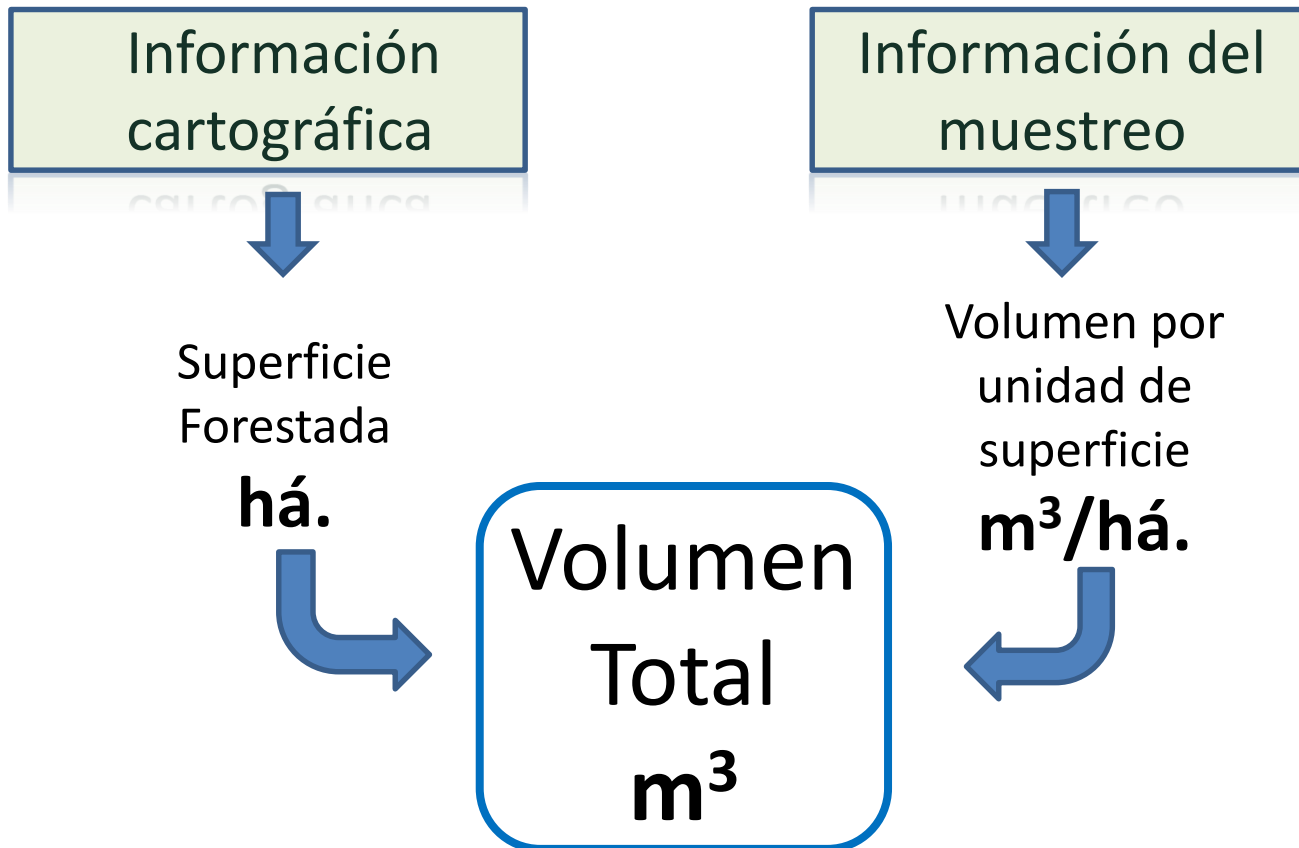 Información
cartográfica
Información del
muestreo
Superficie
Forestada
há.
Volumen por
unidad de
superficie
m³/há.
Volumen
Total
m³